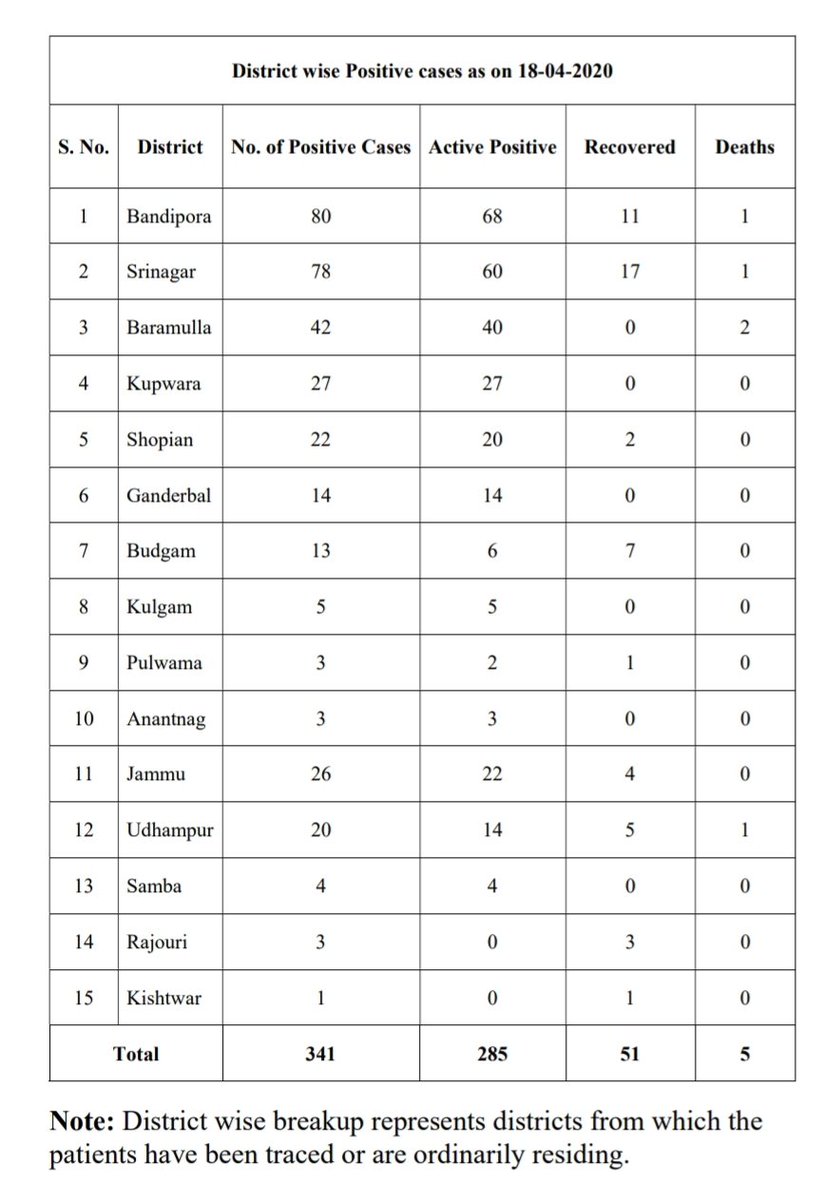 District wise Positive cases as on 18-04-2020
S. No. District No. of Positive Cases Active Positive Recovered Deaths
1 Bandipora 80 68 11 1
2 Srinagar 78 60 17 1
3 Baramulla 42 40 0 2
4 Kupwara 27 27 0 0
5 Shopian 22 20 2 0
6 Ganderbal 14 14 0 0
7 Budgam 13 6 7 0
8 Kulgam 5 5 0 0
9 Pulwama 3 2 1 0
10 Anantnag 3 3 0 0
11 Jammu 26 22 4 0
12 Udhampur 20 14 5 1
13 Samba 4 4 0 0
14 Rajouri 3 0 3 0
15 Kishtwar 1 0 1 0
Total 341 285 51 5
Note: District wise breakup represents districts from which the
patients have been traced or are ordinarily residing.